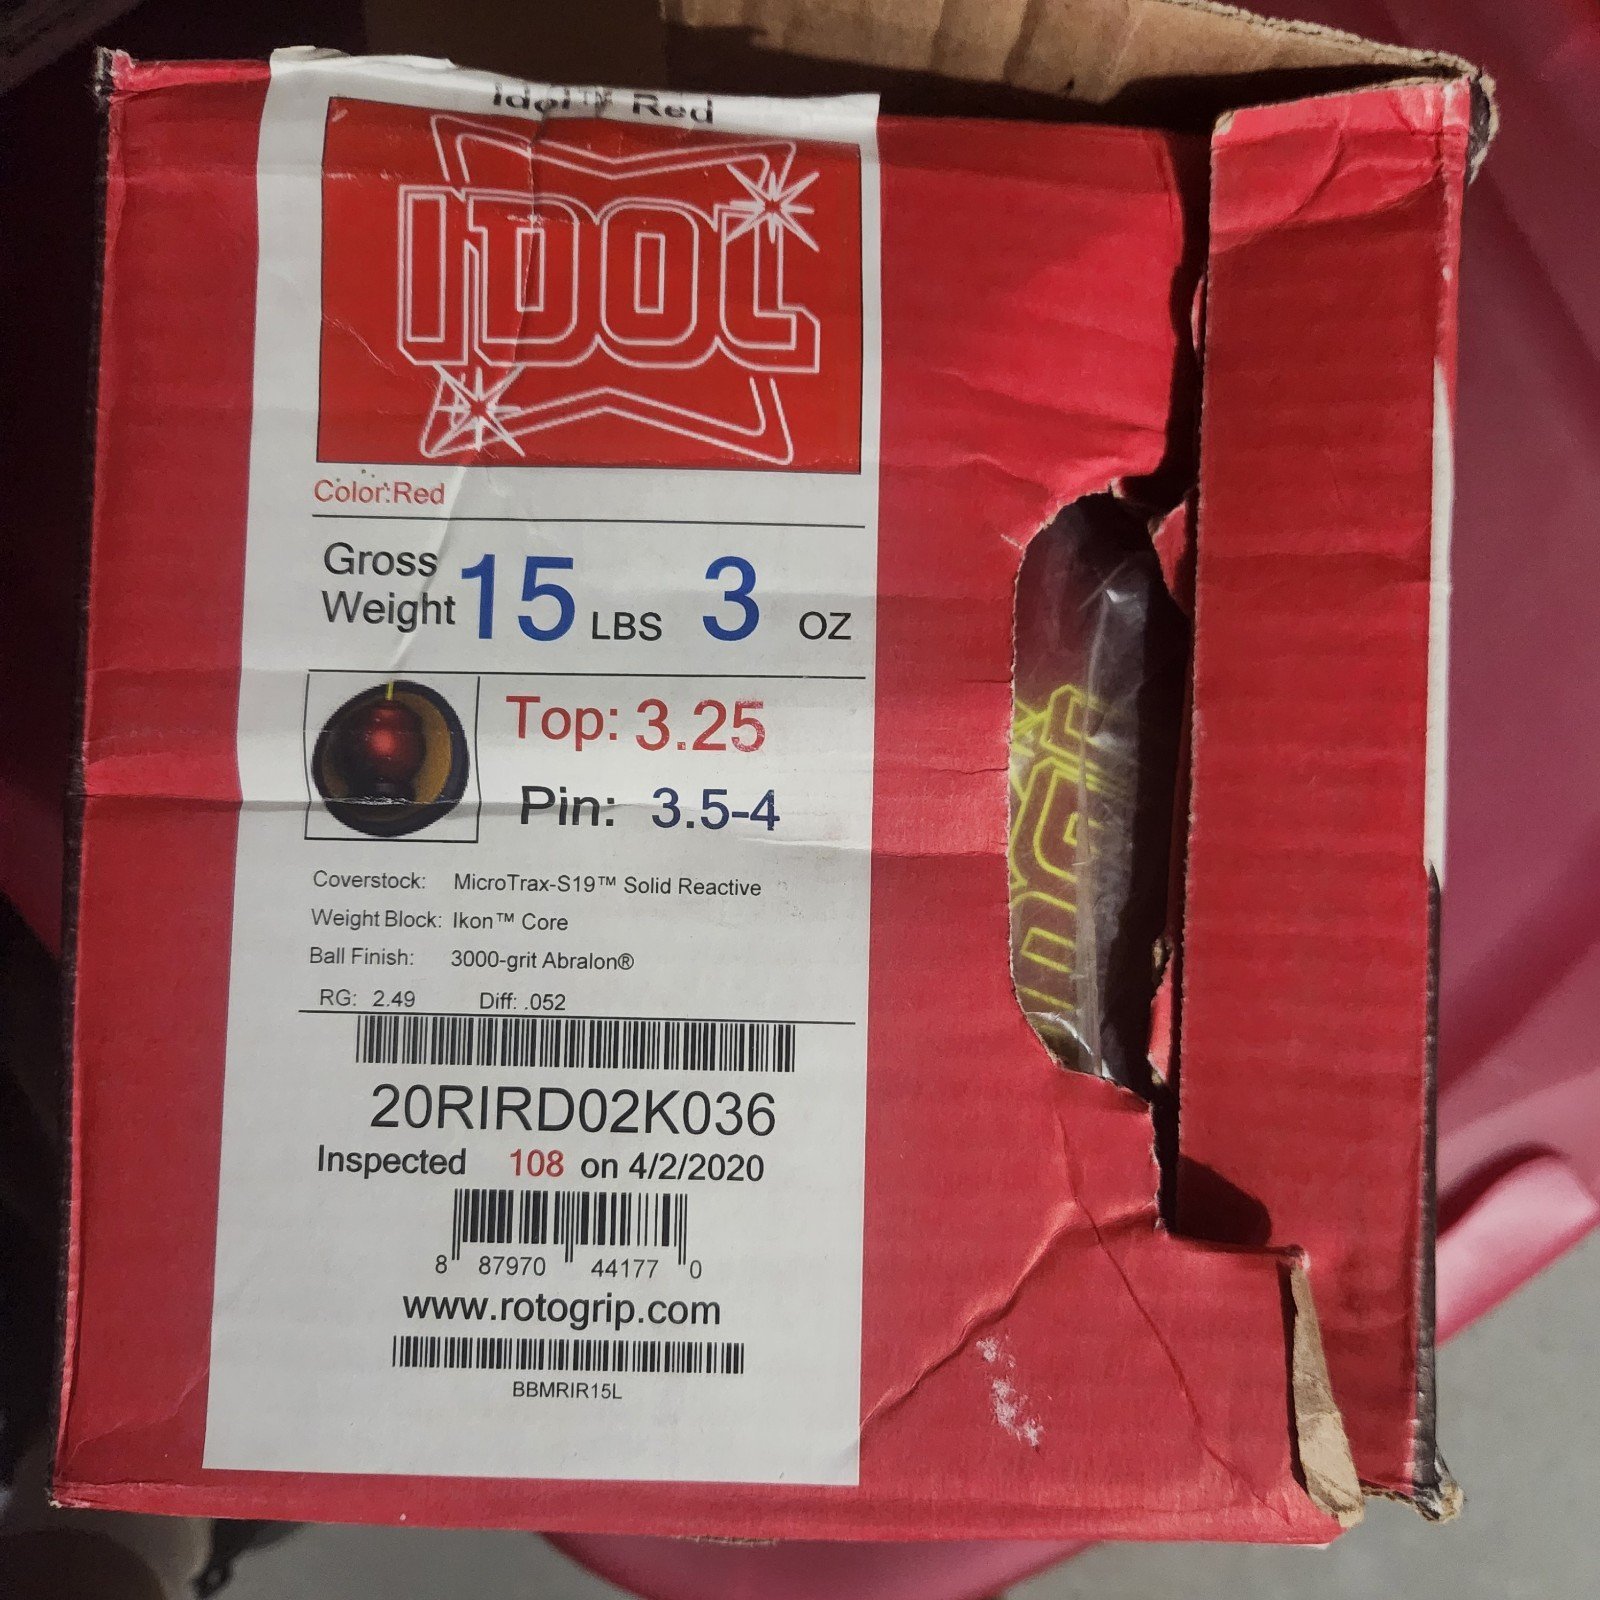 Idol™ Red
IDOL
Color:Red
Gross Weight 15 LBS 3 OZ
Top: 3.25
Pin: 3.5-4
Coverstock: MicroTrax-S19™ Solid Reactive
Weight Block: Ikon™ Core
Ball Finish: 3000-grit Abralon®
RG: 2.49 Diff: .052
20RIRD02K036
Inspected 108 on 4/2/2020
8 87970 44177 0
www.rotogrip.com
BBMRIR15L